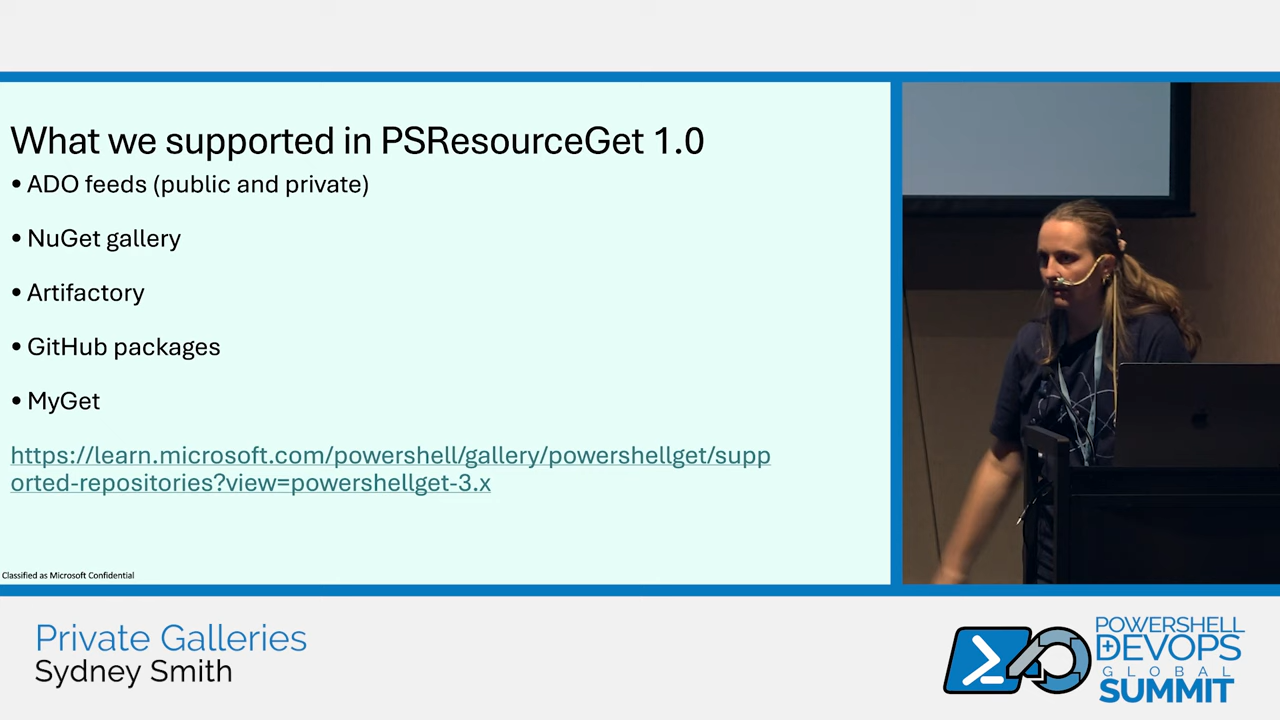 What we supported in PSResourceGet 1.0
• ADO feeds (public and private)
• NuGet gallery
• Artifactory
• GitHub packages
• MyGet
https://learn.microsoft.com/powershell/gallery/powershellget/supp
orted-repositories?view=powershellget-3.x
Classified as Microsoft Confidential
Private Galleries
Sydney Smith
POWERSHELL
DEVOPS
GLOBAL
SUMMIT